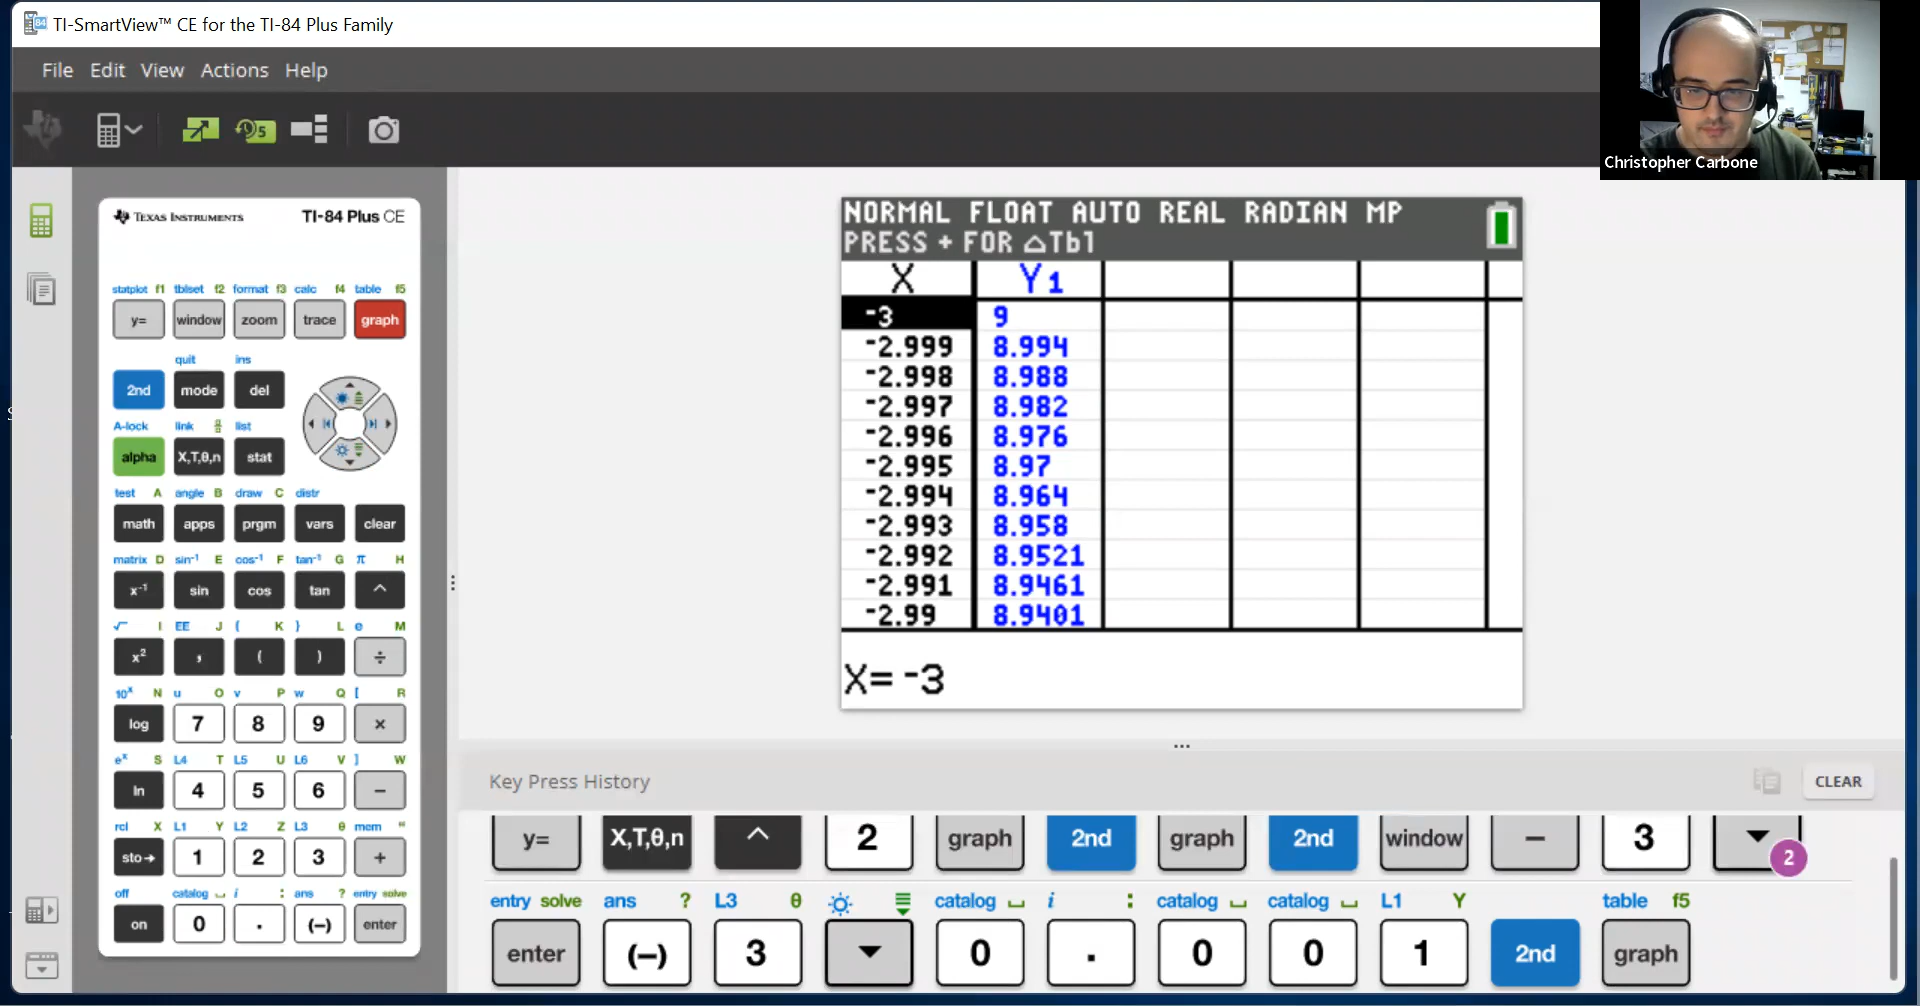 TI-SmartView™ CE for the TI-84 Plus Family
File Edit View Actions Help
84
5
Christopher Carbone
TEXAS INSTRUMENTS TI-84 Plus CE
statplot f1 tblset f2 format f3 calc f4 table f5
y= window zoom trace graph
quit ins
2nd mode del
A-lock link list
alpha X,T,θ,n stat
test A angle B draw C distr
math apps prgm vars clear
matrix D sin⁻¹ E cos⁻¹ F tan⁻¹ G π H
x⁻¹ sin cos tan ^
√ I EE J { K } L e M
x² , ( ) ÷
10ˣ N u O v P w Q [ R
log 7 8 9 ×
eˣ S L4 T L5 U L6 V ] W
ln 4 5 6 −
rcl X L1 Y L2 Z L3 θ mem "
sto→ 1 2 3 +
off catalog ⎵ i : ans ? entry solve
on 0 . (−) enter
NORMAL FLOAT AUTO REAL RADIAN MP
PRESS + FOR △Tbl
X Y1
-3 9
-2.999 8.994
-2.998 8.988
-2.997 8.982
-2.996 8.976
-2.995 8.97
-2.994 8.964
-2.993 8.958
-2.992 8.9521
-2.991 8.9461
-2.99 8.9401
X= -3
Key Press History
CLEAR
y= X,T,θ,n ^ 2 graph 2nd graph 2nd window − 3 2
entry solve ans ? L3 θ catalog ⎵ i : catalog ⎵ catalog ⎵ L1 Y table f5
enter (−) 3 0 . 0 0 1 2nd graph